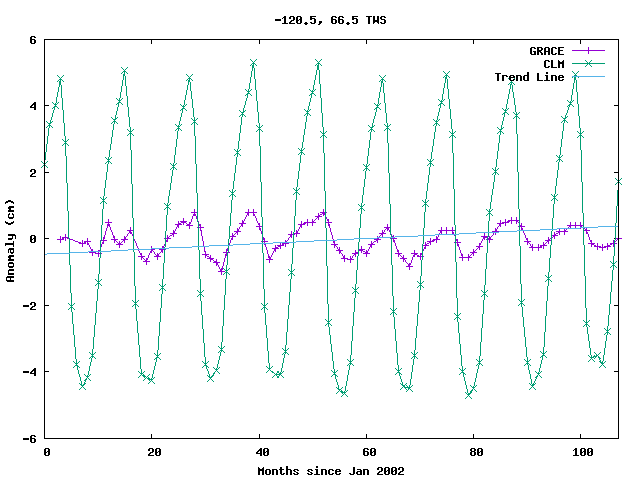 -120.5, 66.5 TWS
GRACE
CLM
Trend Line
6
4
2
0
-2
-4
-6
Anomaly (cm)
0 20 40 60 80 100
Months since Jan 2002